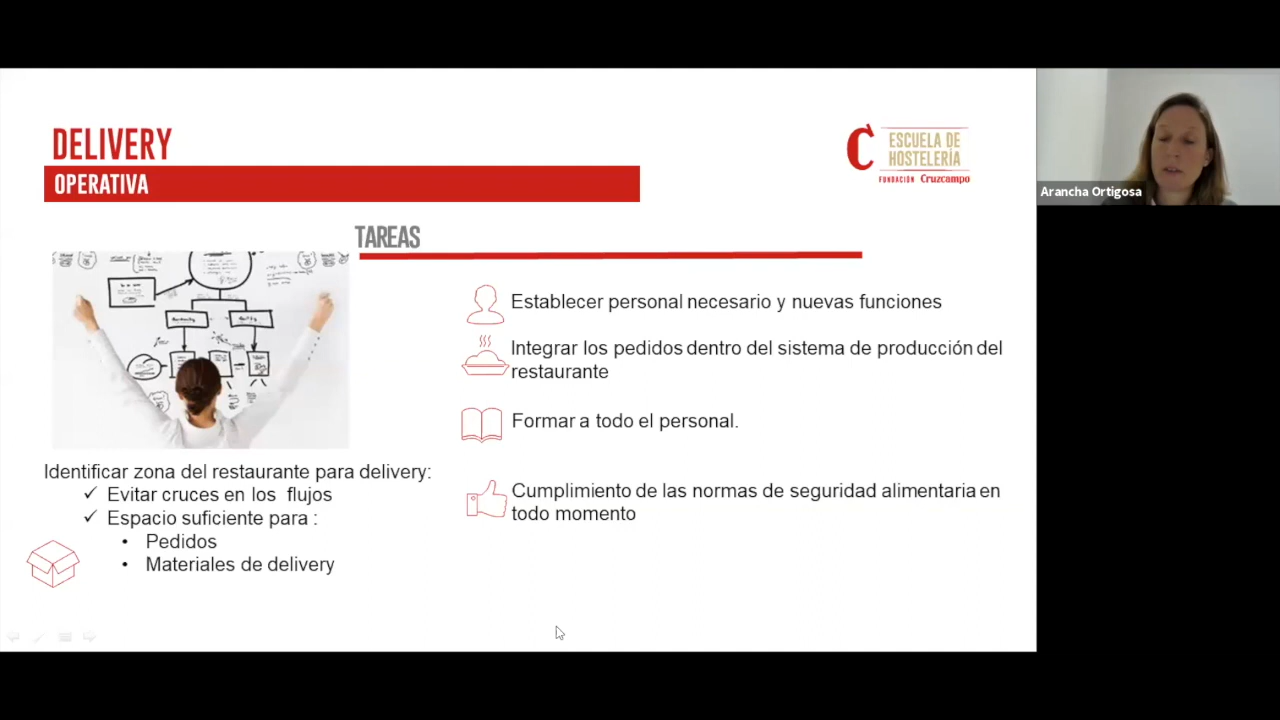 DELIVERY
OPERATIVA
C ESCUELA DE
HOSTELERÍA
FUNDACIÓN Cruzcampo
Arancha Ortigosa
TAREAS
Establecer personal necesario y nuevas funciones
Integrar los pedidos dentro del sistema de producción del
restaurante
Formar a todo el personal.
Cumplimiento de las normas de seguridad alimentaria en
todo momento
Identificar zona del restaurante para delivery:
✓ Evitar cruces en los flujos
✓ Espacio suficiente para :
• Pedidos
• Materiales de delivery